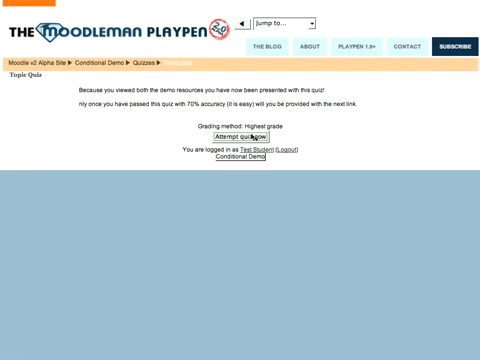 THE MOODLEMAN PLAYPEN 2.0
Jump to...
THE BLOG ABOUT PLAYPEN 1.9+ CONTACT SUBSCRIBE
Moodle v2 Alpha Site ▶ Conditional Demo ▶ Quizzes ▶ Topic Quiz
Topic Quiz
Because you viewed both the demo resources you have now been presented with this quiz!
nly once you have passed this quiz with 70% accuracy (it is easy) will you be provided with the next link.
Grading method: Highest grade
Attempt quiz now
You are logged in as Test Student (Logout)
Conditional Demo